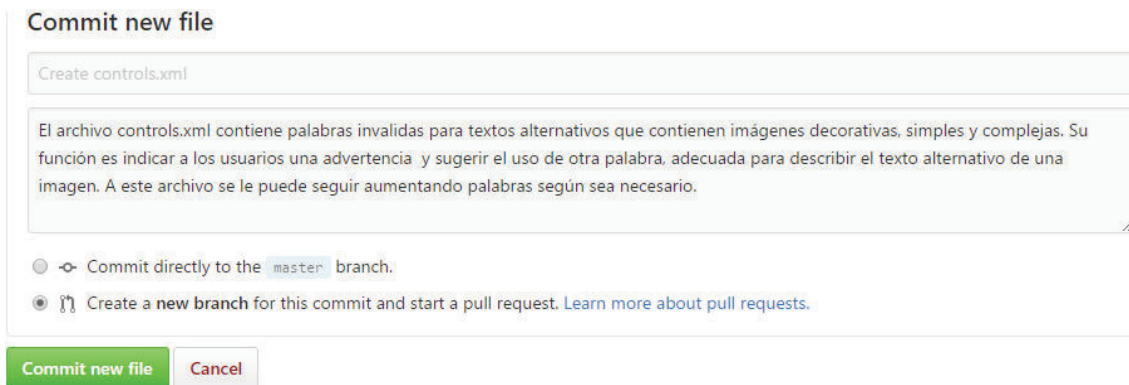 Commit new file
Create controls.xml
El archivo controls.xml contiene palabras invalidas para textos alternativos que contienen imágenes decorativas, simples y complejas. Su
función es indicar a los usuarios una advertencia y sugerir el uso de otra palabra, adecuada para describir el texto alternativo de una
imagen. A este archivo se le puede seguir aumentando palabras según sea necesario.
Commit directly to the master branch.
Create a new branch for this commit and start a pull request. Learn more about pull requests.
Commit new file Cancel